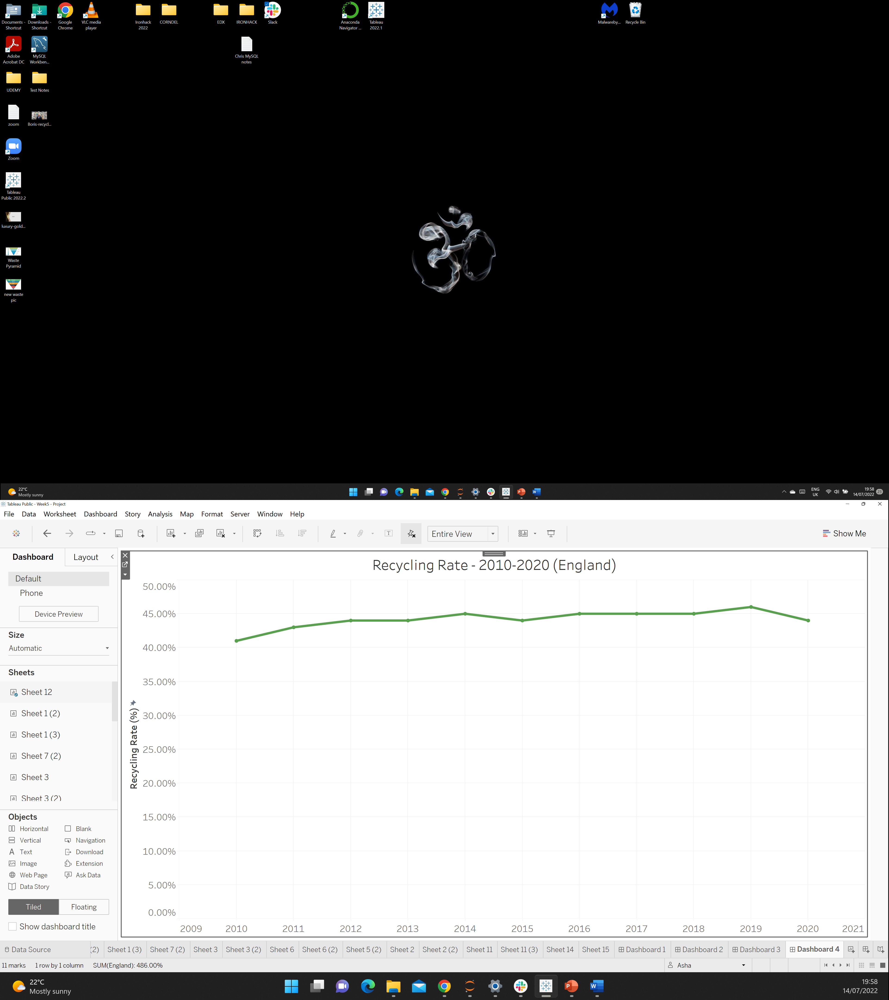 Documents - Shortcut
Downloads - Shortcut
Google Chrome
VLC media player
Ironhack 2022
CORNDEL
EDX
IRONHACK
Slack
Anaconda Navigator ...
Tableau 2022.1
Malwareby...
Recycle Bin
Adobe Acrobat DC
MySQL Workben...
Chris MySQL notes
UDEMY
Test Notes
zoom
Boris-recycl...
Zoom
Tableau Public 2022.2
luxury-gold...
Waste Pyramid
new waste pic
22°C
Mostly sunny
ENG
UK
19:58
14/07/2022
23
Tableau Public - Week5 - Project
File Data Worksheet Dashboard Story Analysis Map Format Server Window Help
Entire View
Show Me
Dashboard
Layout
Default
Phone
Device Preview
Size
Automatic
Sheets
Sheet 12
Sheet 1 (2)
Sheet 1 (3)
Sheet 7 (2)
Sheet 3
Sheet 3 (2)
Objects
Horizontal
Blank
Vertical
Navigation
Text
Download
Image
Extension
Web Page
Ask Data
Data Story
Tiled
Floating
Show dashboard title
Recycling Rate - 2010-2020 (England)
50.00%
45.00%
40.00%
35.00%
30.00%
25.00%
20.00%
15.00%
10.00%
5.00%
0.00%
Recycling Rate (%)
2009 2010 2011 2012 2013 2014 2015 2016 2017 2018 2019 2020 2021
Data Source (2) Sheet 1 (3) Sheet 7 (2) Sheet 3 Sheet 3 (2) Sheet 6 Sheet 6 (2) Sheet 5 (2) Sheet 2 Sheet 2 (2) Sheet 11 Sheet 11 (3) Sheet 14 Sheet 15 Dashboard 1 Dashboard 2 Dashboard 3 Dashboard 4
11 marks 1 row by 1 column SUM(England): 486.00%
Asha
22°C
Mostly sunny
19:58
14/07/2022